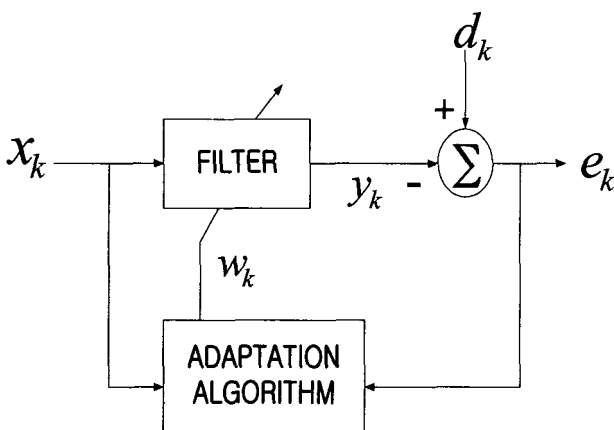 d_k
+
x_k
FILTER
Σ
e_k
y_k
-
w_k
ADAPTATION
ALGORITHM